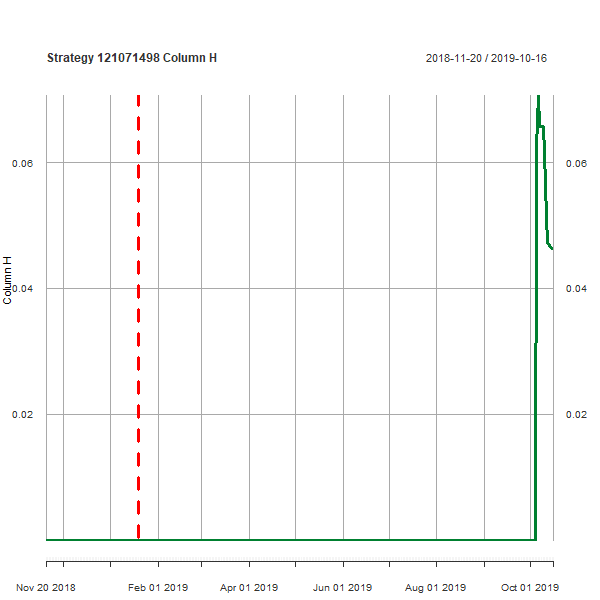 Strategy 121071498 Column H
2018-11-20 / 2019-10-16
0.06
0.06
Column H
0.04
0.04
0.02
0.02
Nov 20 2018
Feb 01 2019
Apr 01 2019
Jun 01 2019
Aug 01 2019
Oct 01 2019